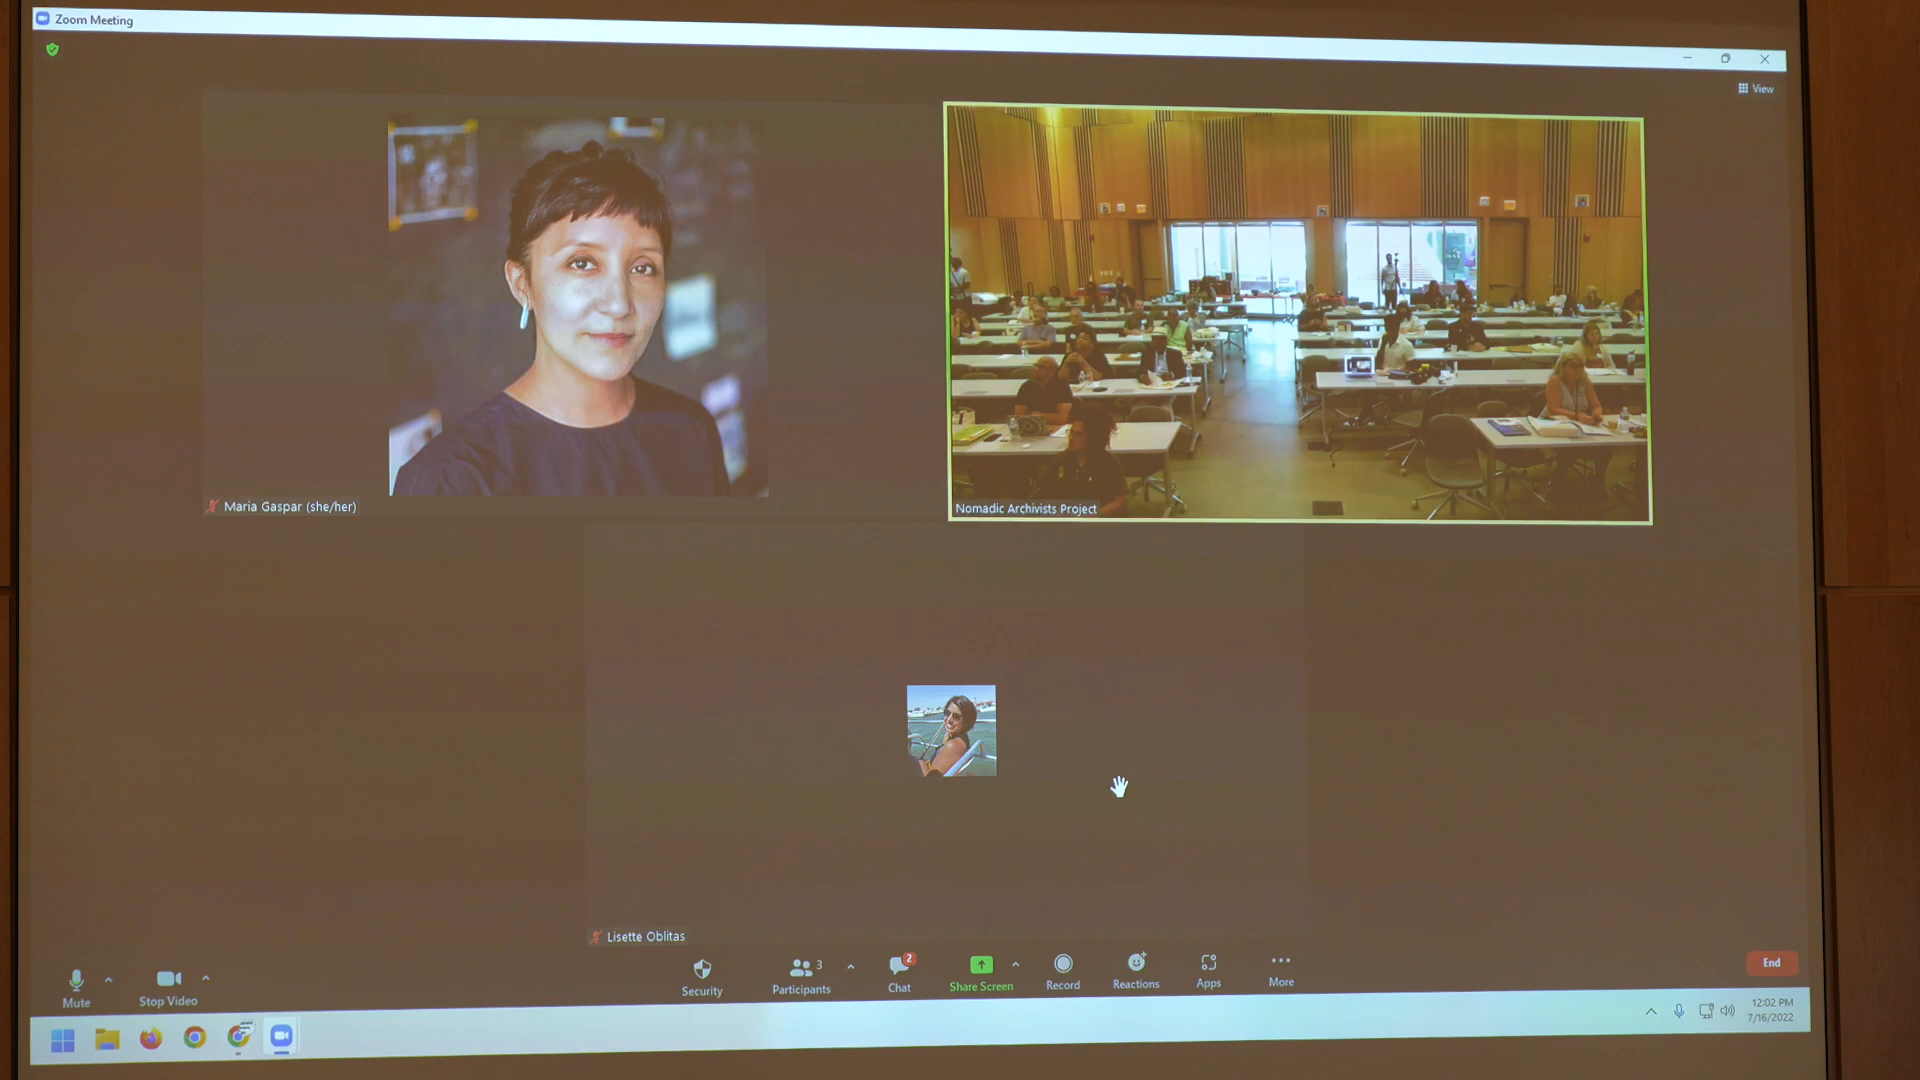 Zoom Meeting
View
Maria Gaspar (she/her)
Nomadic Archivists Project
Lisette Oblitas
Mute
Stop Video
Security
Participants
3
Chat
2
Share Screen
Record
Reactions
Apps
More
End
12:02 PM
7/16/2022